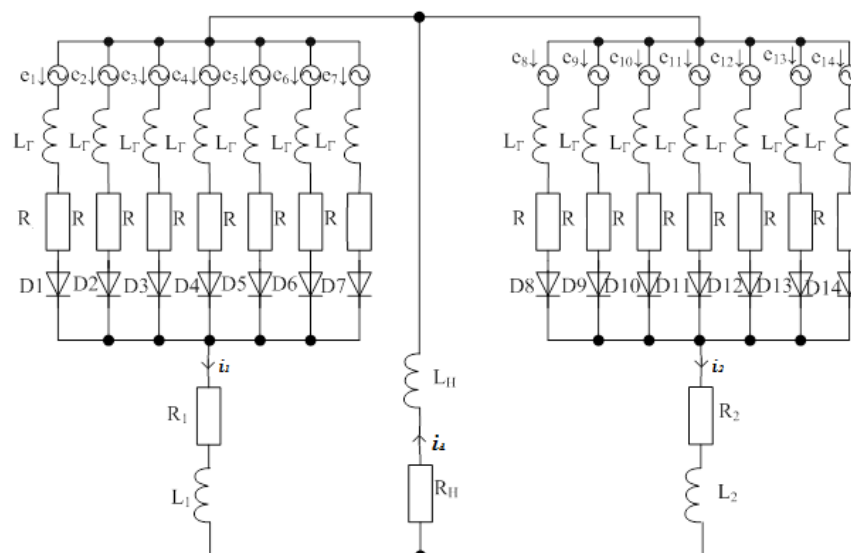 e₁↓ e₂↓ e₃↓ e₄↓ e₅↓ e₆↓ e₇↓ e₈↓ e₉↓ e₁₀↓ e₁₁↓ e₁₂↓ e₁₃↓ e₁₄↓
L_Г L_Г L_Г L_Г L_Г L_Г L_Г L_Г L_Г L_Г L_Г L_Г L_Г L_Г
R R R R R R R R R R R R R R
D1 D2 D3 D4 D5 D6 D7 D8 D9 D10 D11 D12 D13 D14
i₁ i₂
L_Н
R₁ R₂
R_Н
L₁ L₂